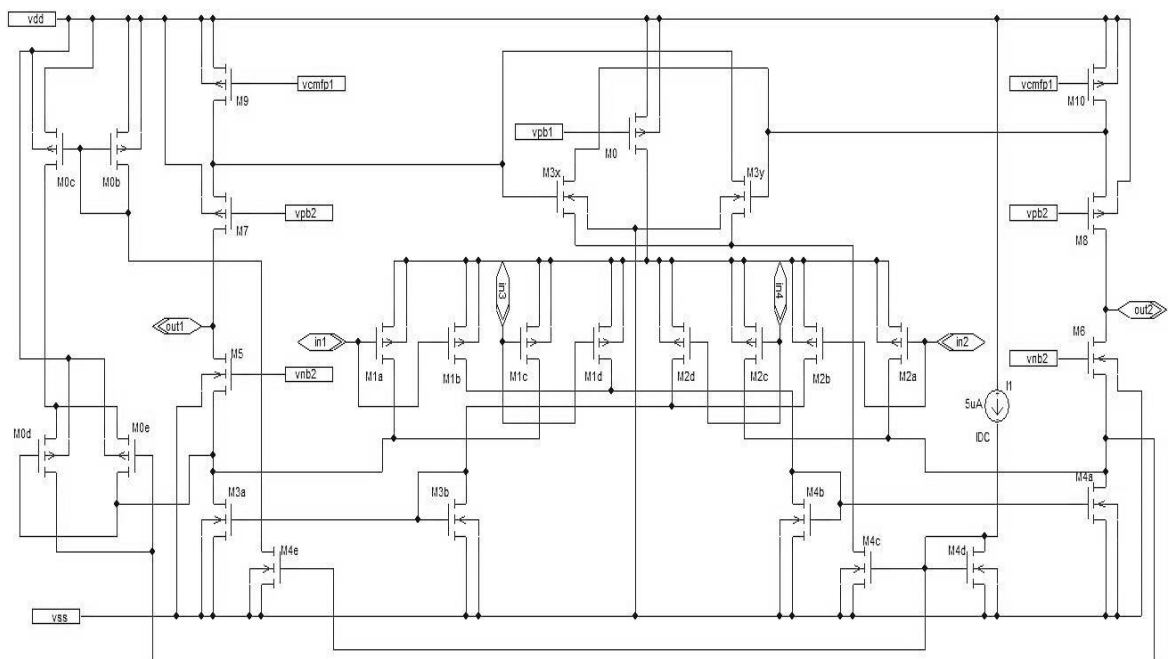 vdd
M9
vcmfp1
vcmfp1
M10
vpb1
M0
M0c
M0b
M3x
M3y
M7
vpb2
vpb2
M8
in3
in4
out1
out2
in1
in2
M5
M6
vnb2
vnb2
M1a
M1b
M1c
M1d
M2d
M2c
M2b
M2a
I1
5uA
IDC
M0d
M0e
M3a
M3b
M4b
M4a
M4e
M4c
M4d
vss